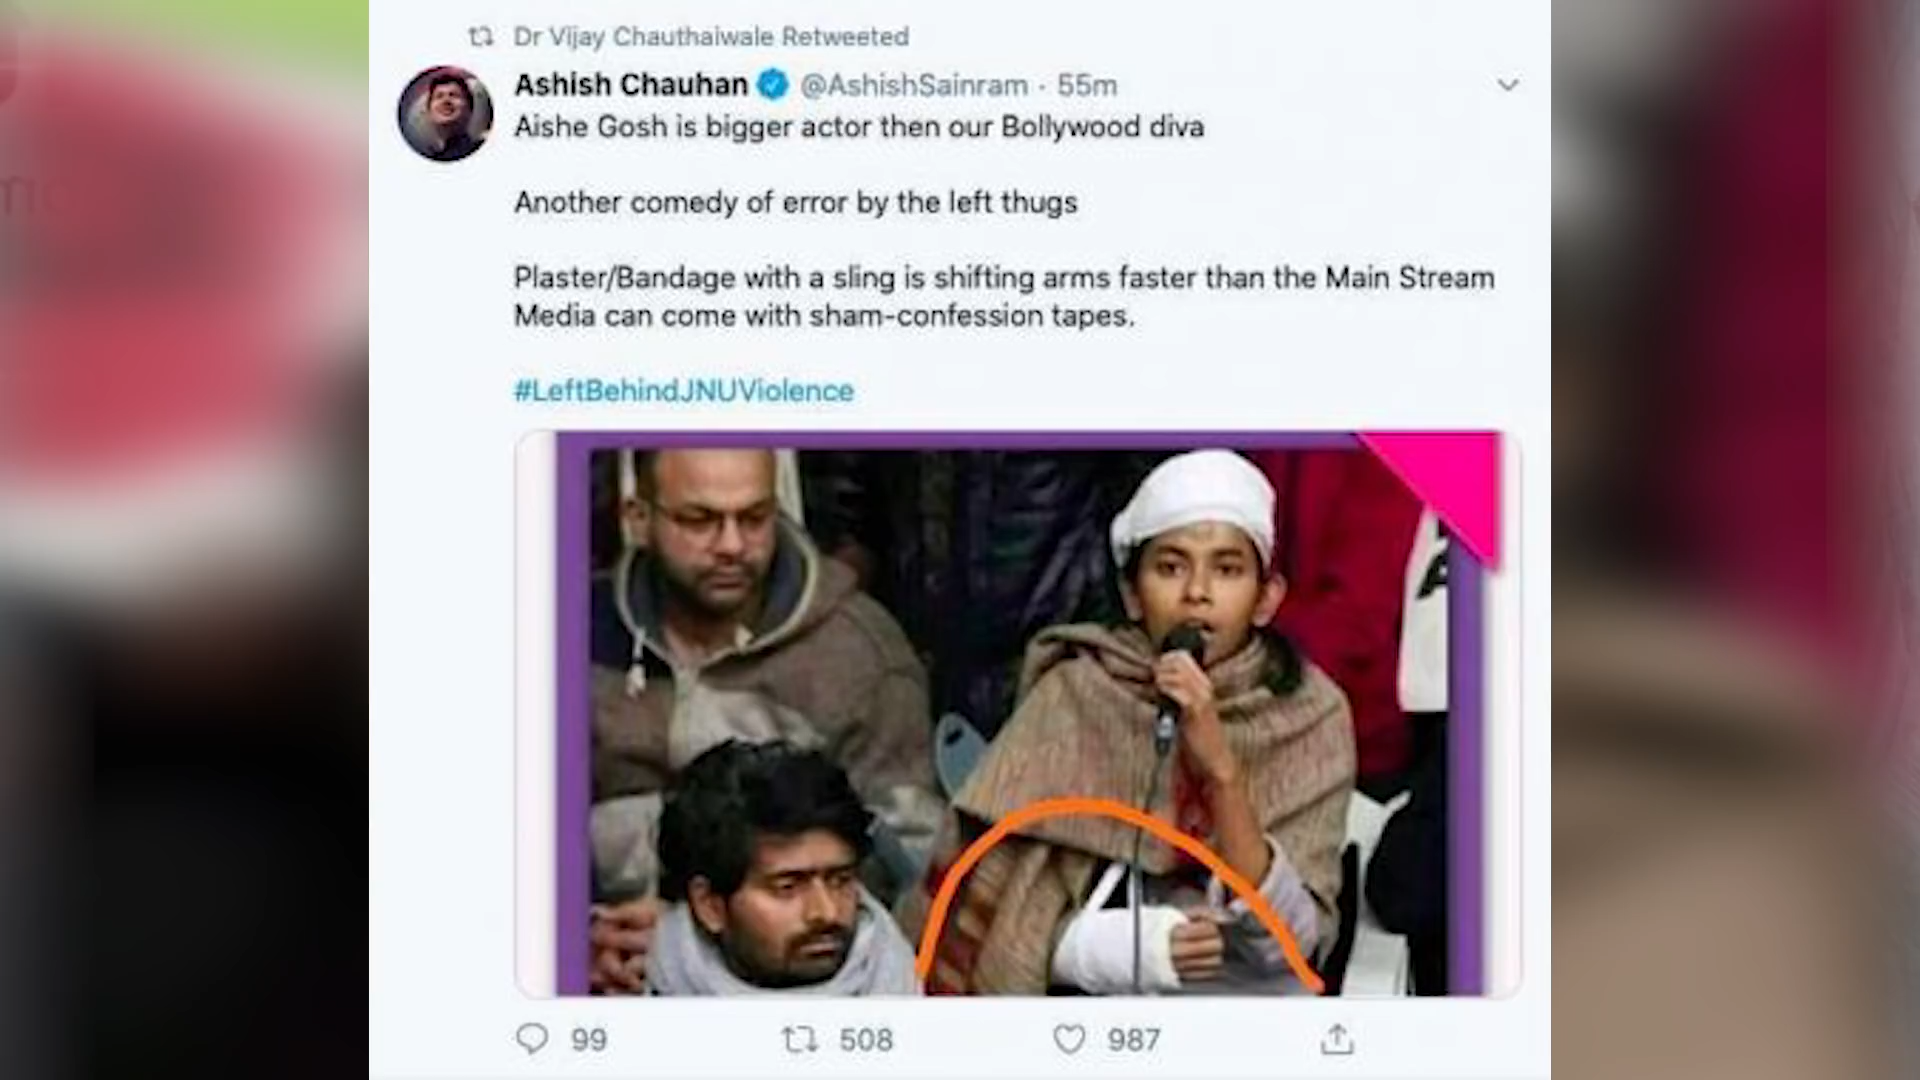 Dr Vijay Chauthaiwale Retweeted
Ashish Chauhan @AshishSainram · 55m
Aishe Gosh is bigger actor then our Bollywood diva
Another comedy of error by the left thugs
Plaster/Bandage with a sling is shifting arms faster than the Main Stream
Media can come with sham-confession tapes.
#LeftBehindJNUViolence
99 508 987